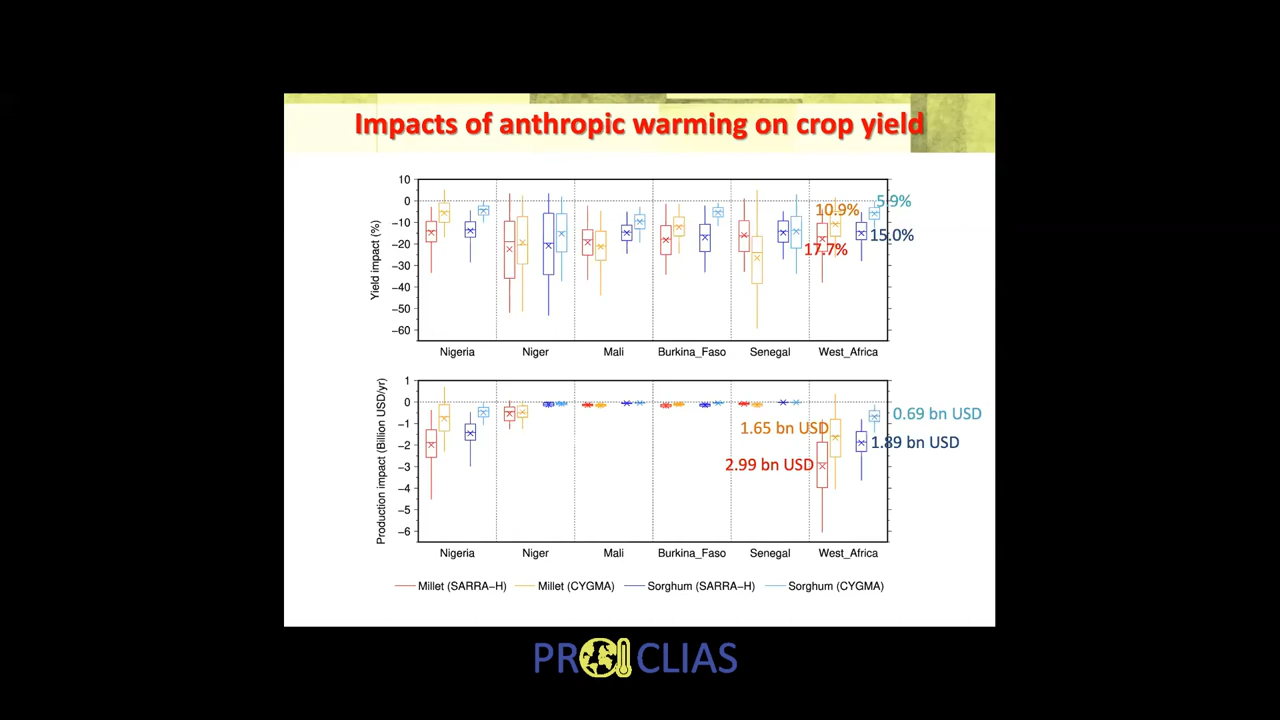 Impacts of anthropic warming on crop yield
10
0
−10
−20
−30
−40
−50
−60
Yield impact (%)
10.9%
5.9%
15.0%
17.7%
Nigeria Niger Mali Burkina_Faso Senegal West_Africa
1
0
−1
−2
−3
−4
−5
−6
Production impact (Billion USD/yr)
0.69 bn USD
1.65 bn USD
1.89 bn USD
2.99 bn USD
Nigeria Niger Mali Burkina_Faso Senegal West_Africa
Millet (SARRA−H) Millet (CYGMA) Sorghum (SARRA−H) Sorghum (CYGMA)
PROCLIAS